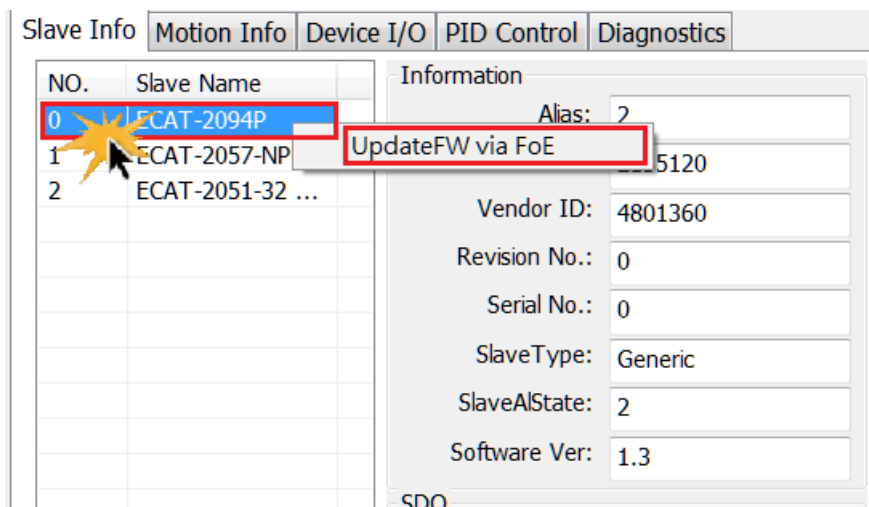 Slave Info Motion Info Device I/O PID Control Diagnostics
NO. Slave Name
0 ECAT-2094P
1 ECAT-2057-NP
2 ECAT-2051-32 ...
UpdateFW via FoE
Information
Alias: 2
5120
Vendor ID: 4801360
Revision No.: 0
Serial No.: 0
SlaveType: Generic
SlaveAlState: 2
Software Ver: 1.3
SDO